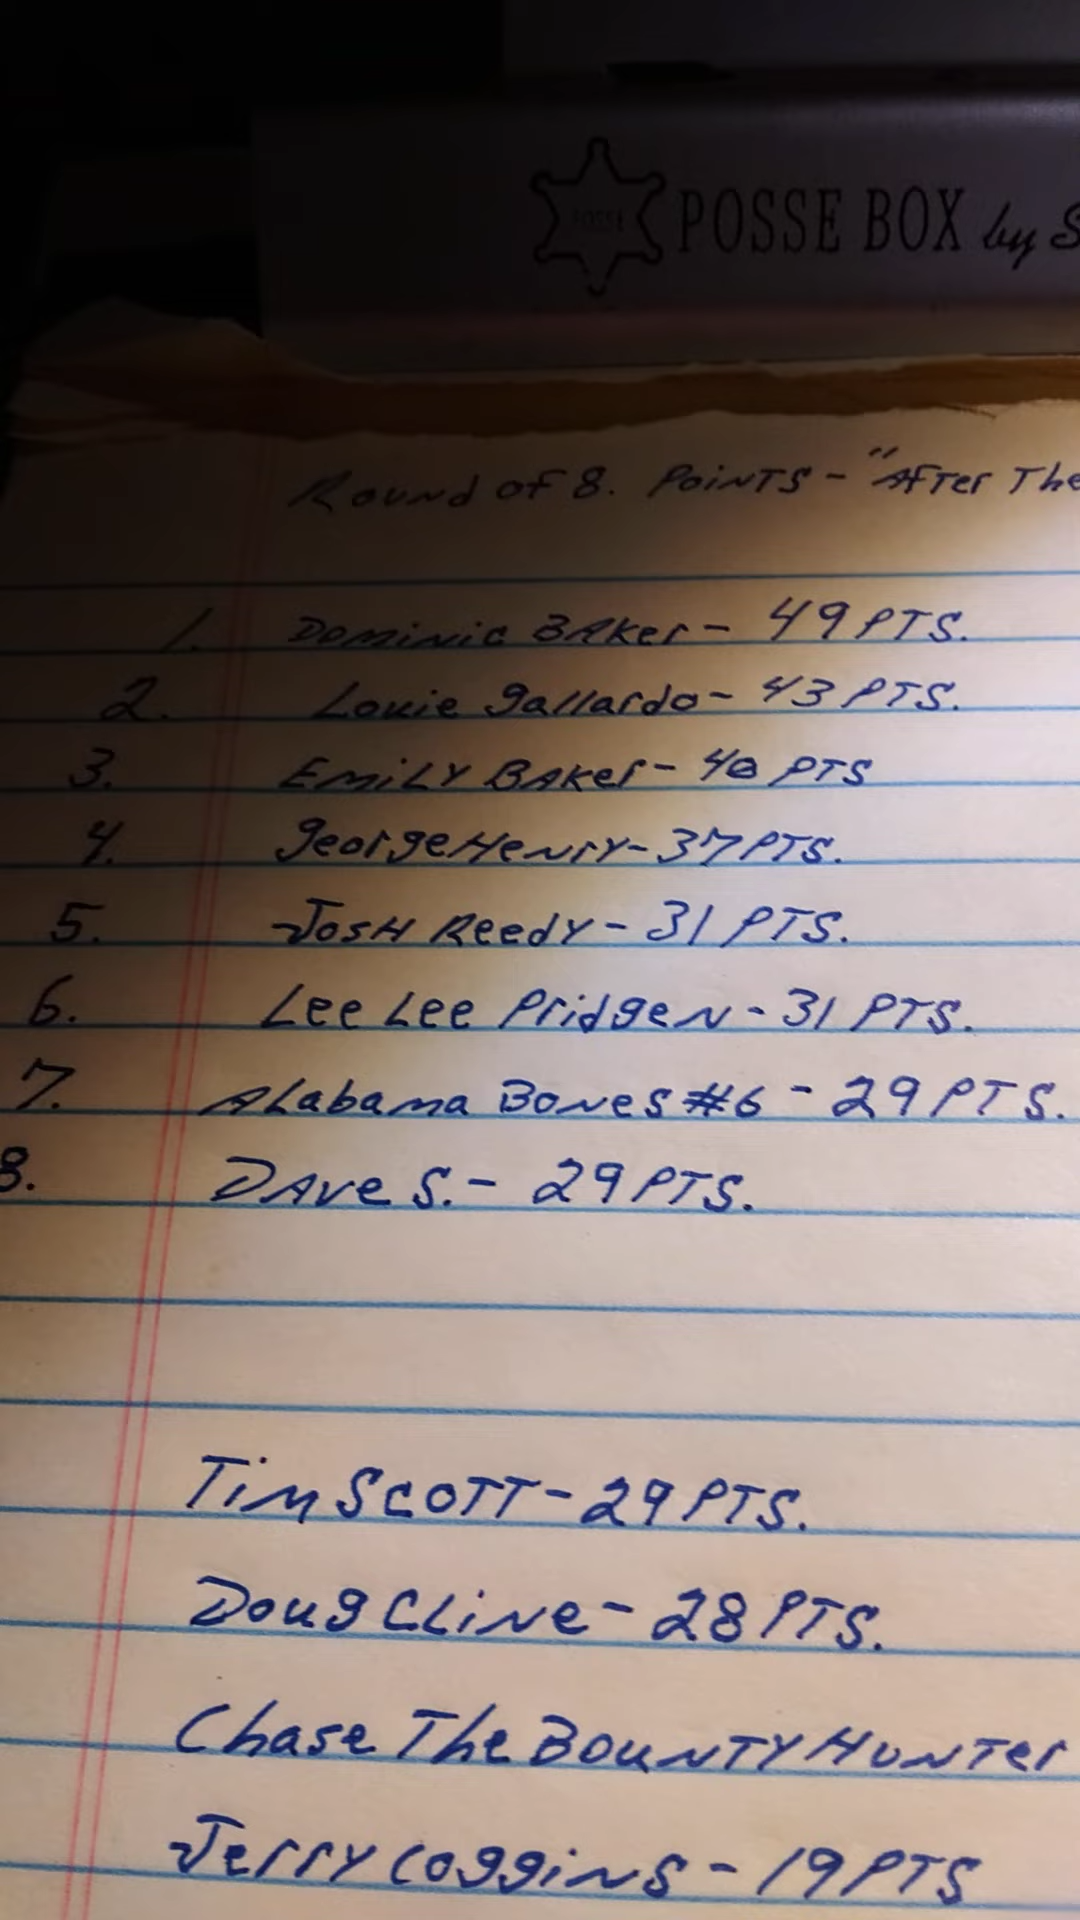 POSSE BOX by S
Round of 8. Points - "After The
1. Dominic Baker - 49 PTS.
2. Louie Gallardo - 43 PTS.
3. Emily Baker - 40 PTS
4. George Henry - 37 PTS.
5. Josh Reedy - 31 PTS.
6. Lee Lee Pridgen - 31 PTS.
7. Alabama Bones #6 - 29 PTS.
8. Dave S. - 29 PTS.
Tim Scott - 29 PTS.
Doug Cline - 28 PTS.
Chase The Bounty Hunter
Jerry Coggins - 19 PTS